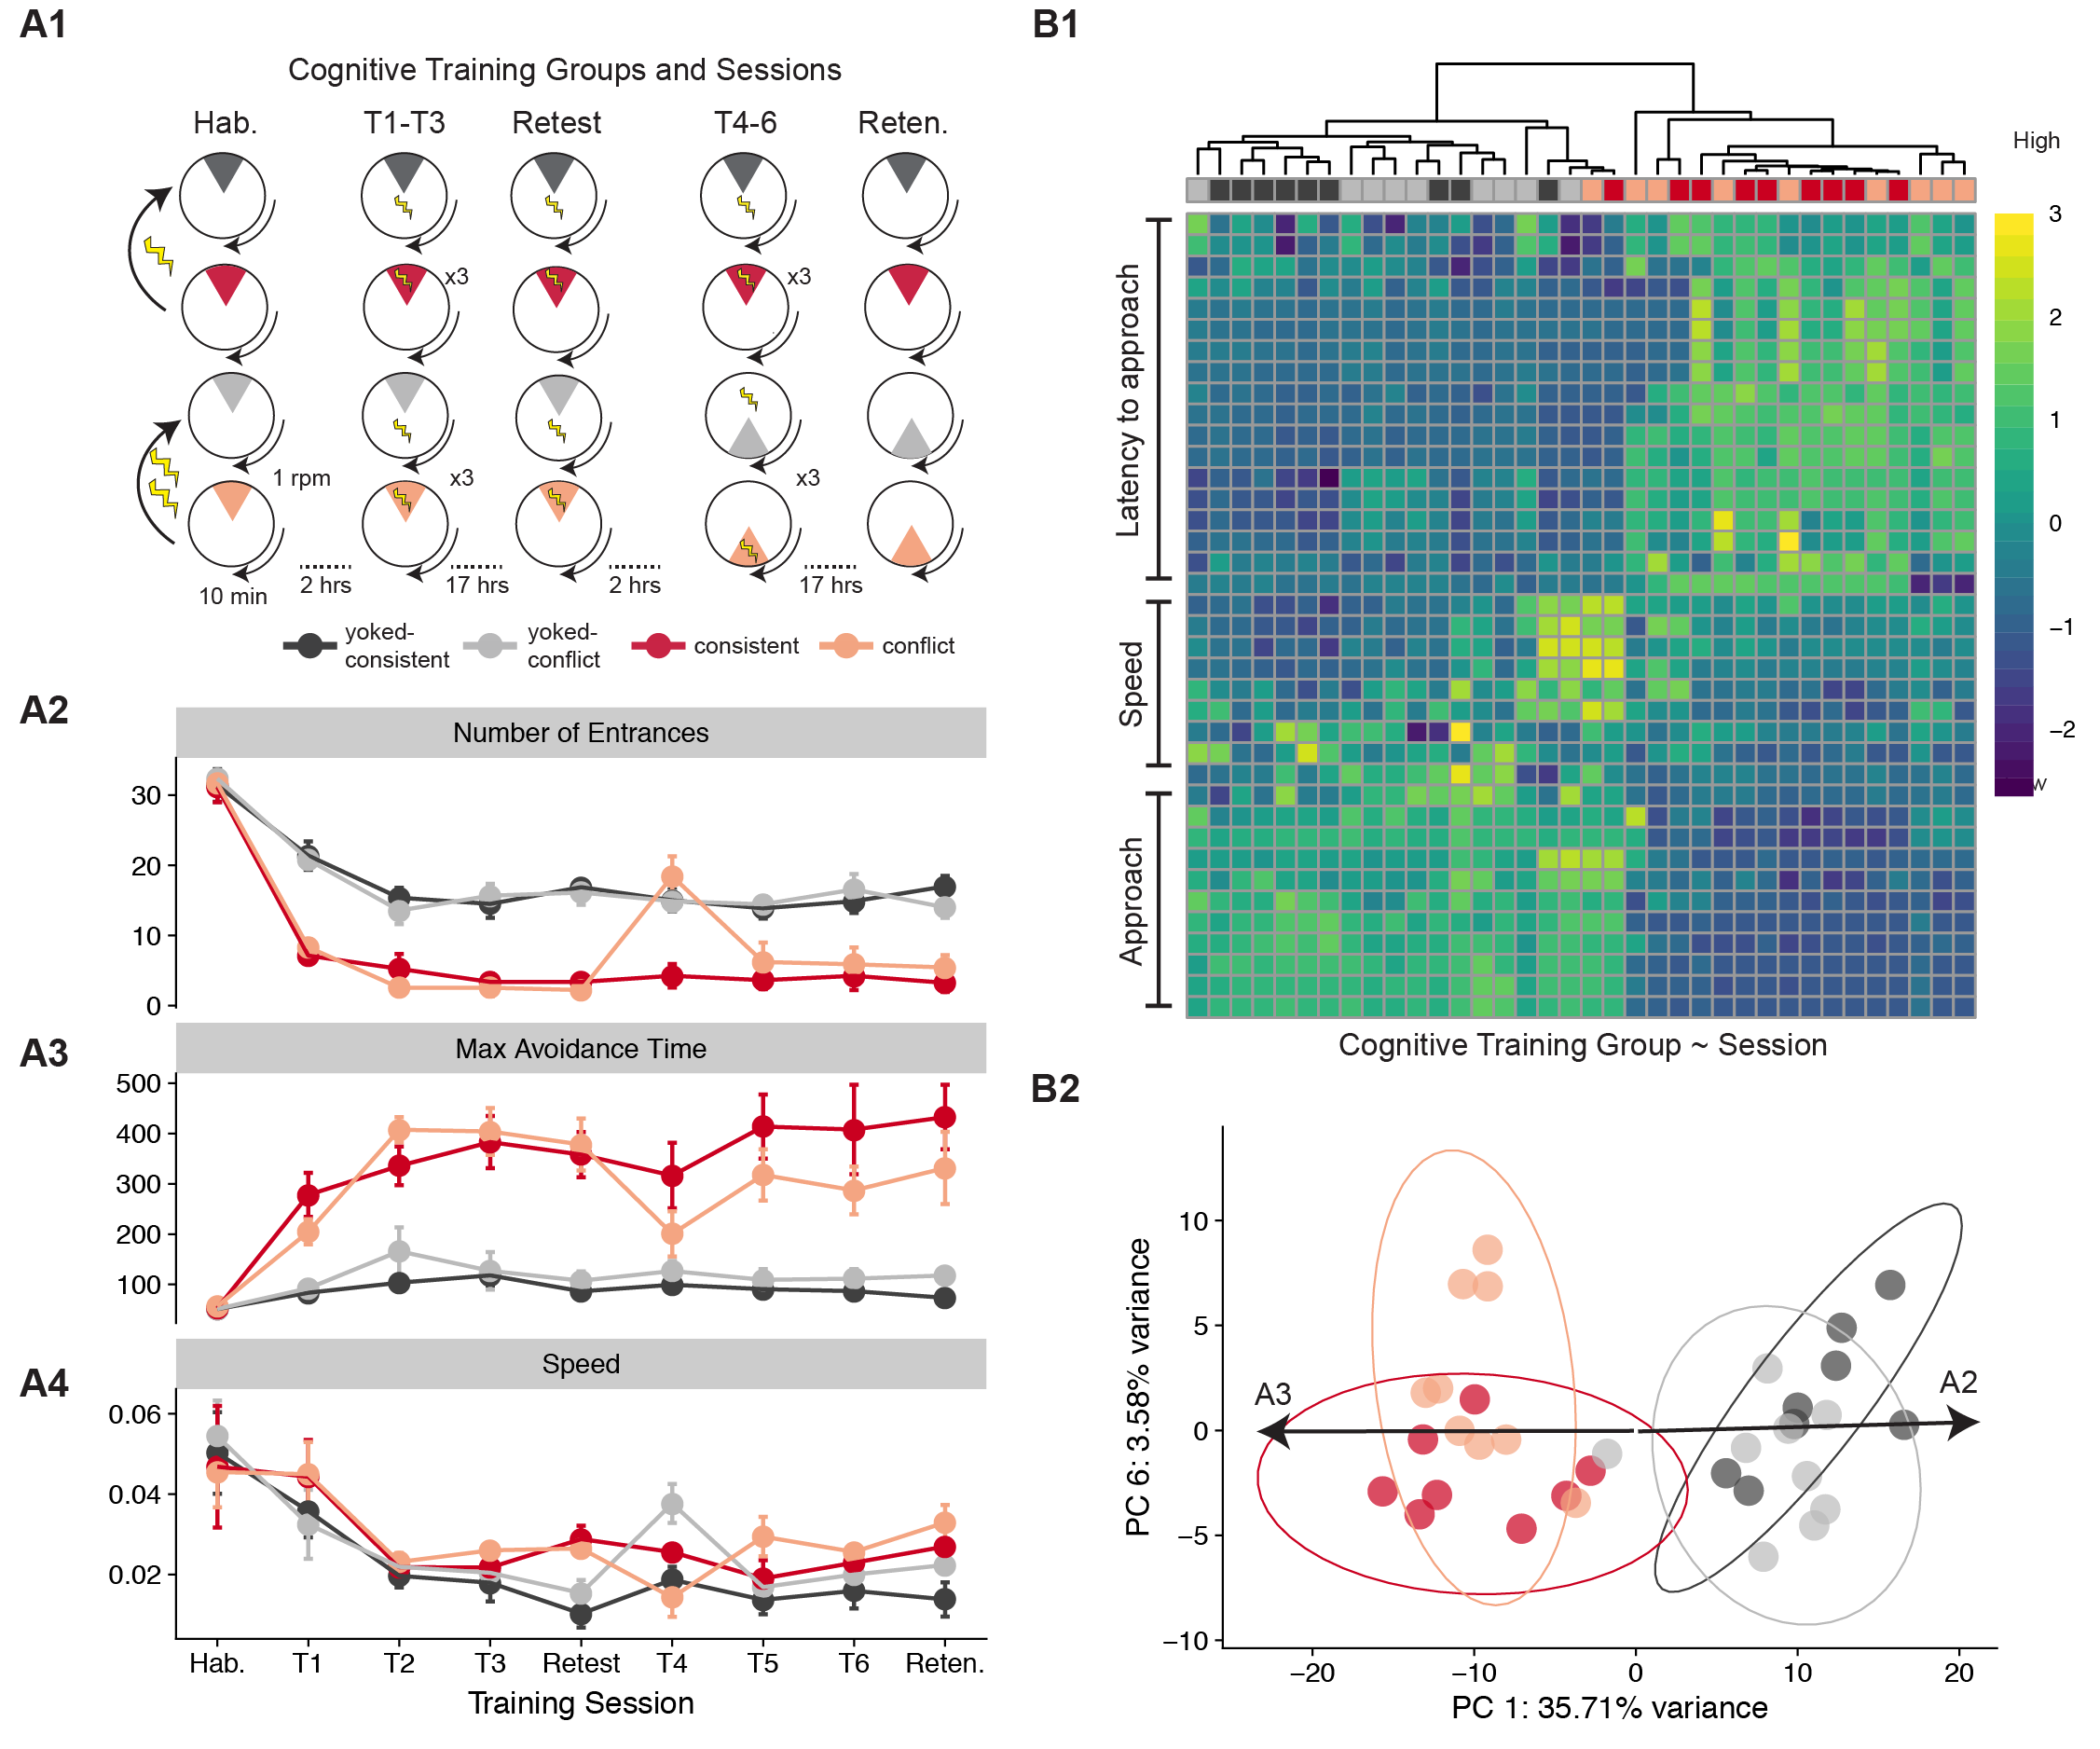 A1
Cognitive Training Groups and Sessions
Hab. T1-T3 Retest T4-6 Reten.
x3 x3
1 rpm x3 x3
10 min 2 hrs 17 hrs 2 hrs 17 hrs
yoked-consistent yoked-conflict consistent conflict
A2
Number of Entrances
30
20
10
0
A3
Max Avoidance Time
500
400
300
200
100
A4
Speed
0.06
0.04
0.02
Hab. T1 T2 T3 Retest T4 T5 T6 Reten.
Training Session
B1
High
3
2
1
0
−1
−2
w
Latency to approach
Speed
Approach
Cognitive Training Group ~ Session
B2
PC 6: 3.58% variance
10
5
0
−5
−10
A3
A2
−20 −10 0 10 20
PC 1: 35.71% variance